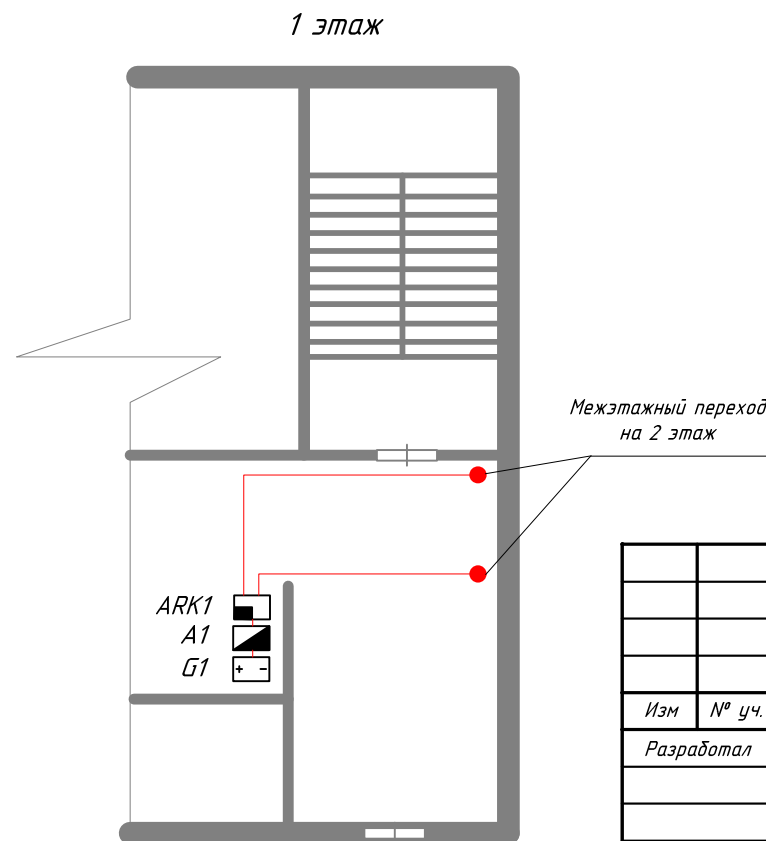 1 этаж
Межэтажный переход
на 2 этаж
ARK1
A1
G1
+ -
Изм № уч.
Разработал